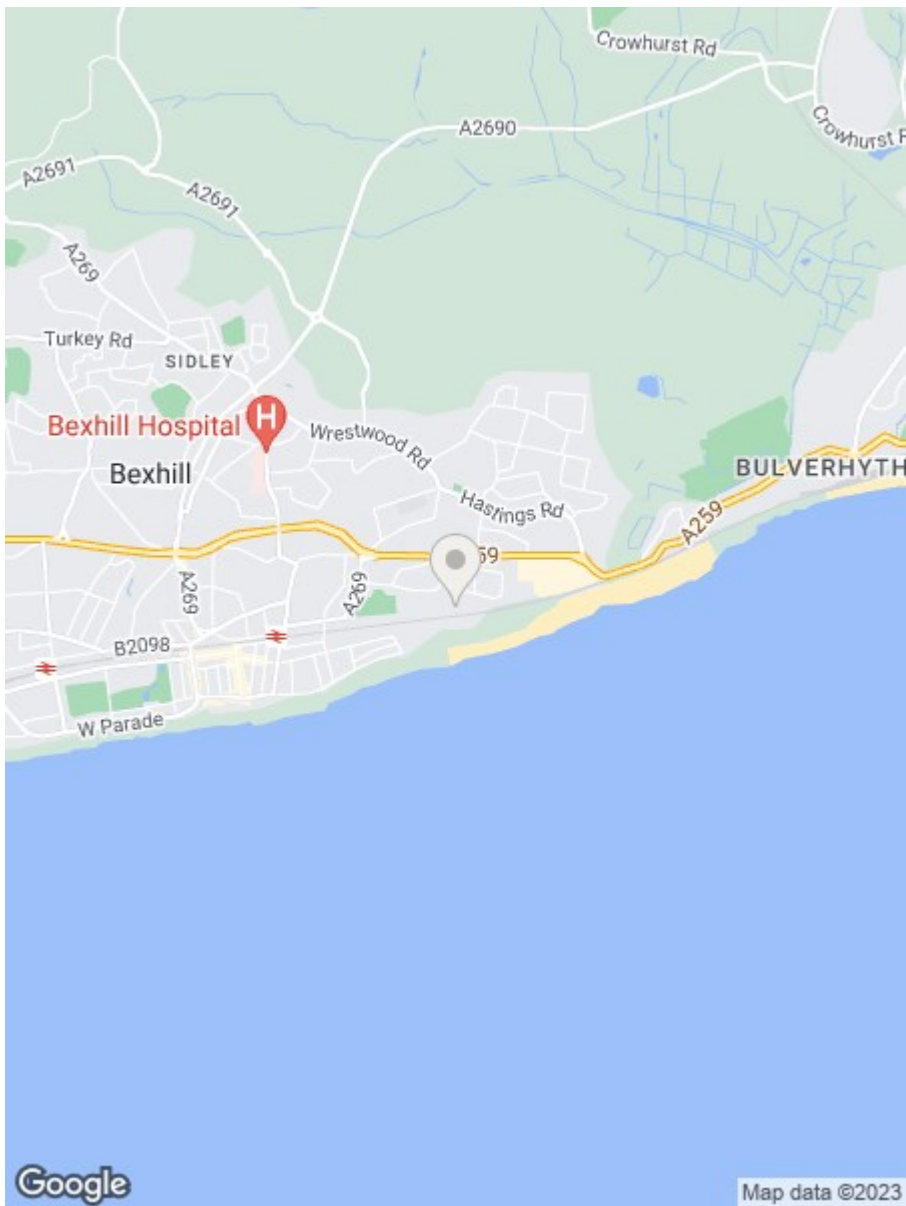 Crowhurst Rd
A2690
Crowhurst R
A2691
A2691
A269
Turkey Rd
SIDLEY
Bexhill Hospital H
Wrestwood Rd
Bexhill
BULVERHYTH
Hastings Rd
A259
59
A269
A269
B2098
W Parade
Google
Map data ©2023